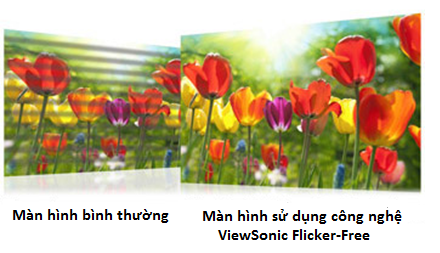 Màn hình bình thường
Màn hình sử dụng công nghệ
ViewSonic Flicker-Free